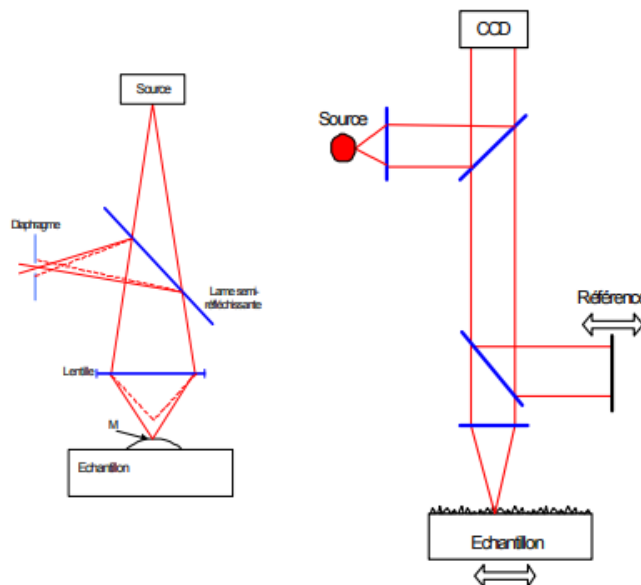 Source
Diaphragme
Lame semi-
réfléchissante
Lentille
M
Echantillon
CCD
Source
Référence
Echantillon